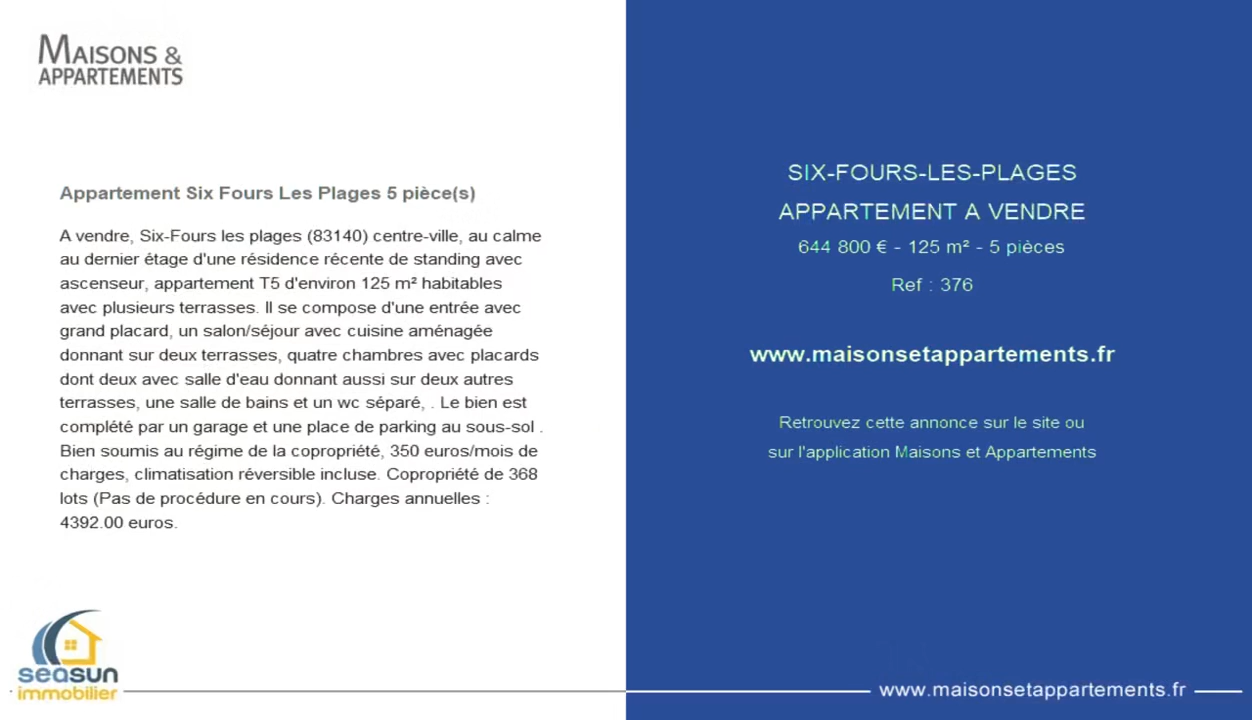 MAISONS &
APPARTEMENTS
Appartement Six Fours Les Plages 5 pièce(s)
A vendre, Six-Fours les plages (83140) centre-ville, au calme
au dernier étage d'une résidence récente de standing avec
ascenseur, appartement T5 d'environ 125 m² habitables
avec plusieurs terrasses. Il se compose d'une entrée avec
grand placard, un salon/séjour avec cuisine aménagée
donnant sur deux terrasses, quatre chambres avec placards
dont deux avec salle d'eau donnant aussi sur deux autres
terrasses, une salle de bains et un wc séparé, . Le bien est
complété par un garage et une place de parking au sous-sol .
Bien soumis au régime de la copropriété, 350 euros/mois de
charges, climatisation réversible incluse. Copropriété de 368
lots (Pas de procédure en cours). Charges annuelles :
4392.00 euros.
seasun
immobilier
SIX-FOURS-LES-PLAGES
APPARTEMENT A VENDRE
644 800 € - 125 m² - 5 pièces
Ref : 376
www.maisonsetappartements.fr
Retrouvez cette annonce sur le site ou
sur l'application Maisons et Appartements
www.maisonsetappartements.fr